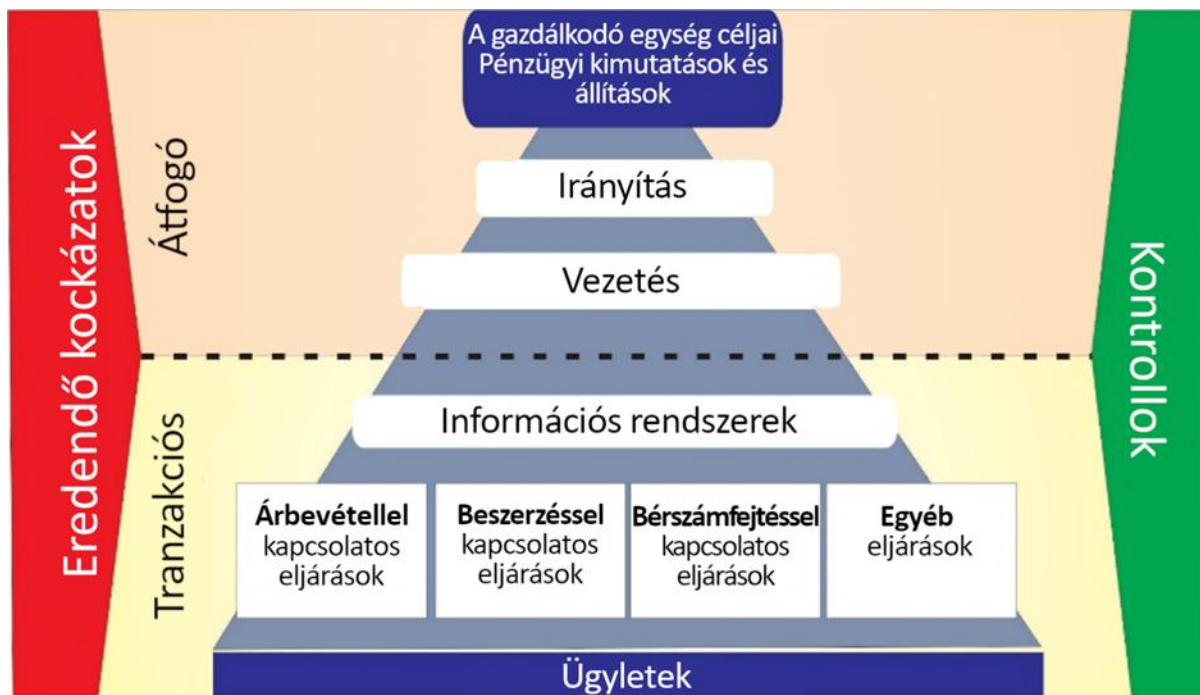 A gazdálkodó egység céljai
Pénzügyi kimutatások és
állítások
Irányítás
Vezetés
Információs rendszerek
Árbevétellel
kapcsolatos
eljárások
Beszerzéssel
kapcsolatos
eljárások
Bérszámfejtéssel
kapcsolatos
eljárások
Egyéb
eljárások
Ügyletek
Eredendő kockázatok
Átfogó
Tranzakciós
Kontrollok